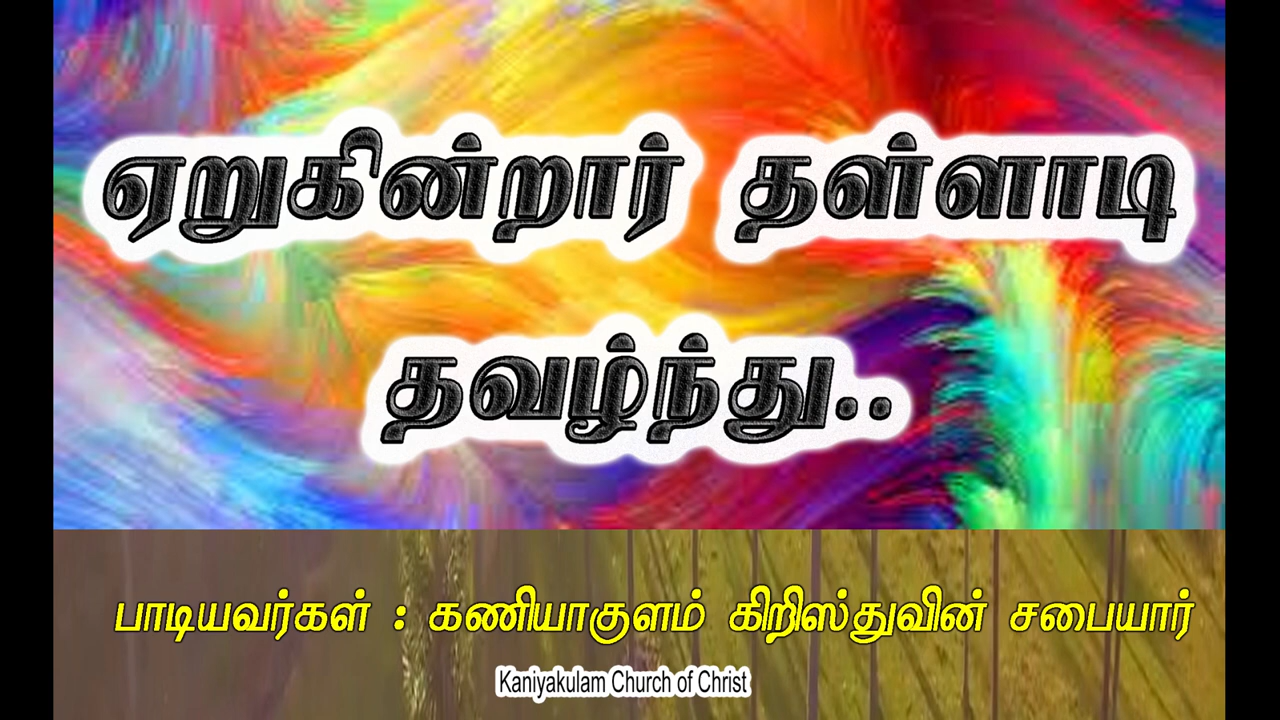 ஏறுகின்றார் தள்ளாடி
தவழ்ந்து..
பாடியவர்கள் : கணியாகுளம் கிறிஸ்துவின் சபையார்
Kaniyakulam Church of Christ